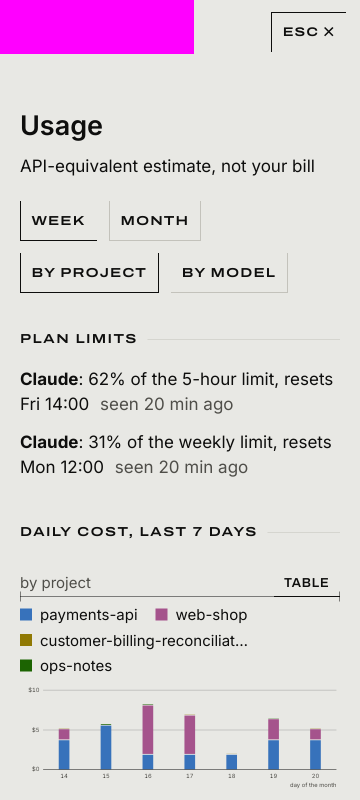 ESC ✕
Usage
API-equivalent estimate, not your bill
WEEK MONTH
BY PROJECT BY MODEL
PLAN LIMITS
Claude: 62% of the 5-hour limit, resets
Fri 14:00 seen 20 min ago
Claude: 31% of the weekly limit, resets
Mon 12:00 seen 20 min ago
DAILY COST, LAST 7 DAYS
by project TABLE
payments-api web-shop
customer-billing-reconciliat...
ops-notes
$10
$5
$0
14 15 16 17 18 19 20
day of the month